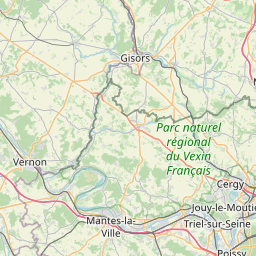 Gisors
Parc naturel
régional
du Vexin
Français
Vernon
Cergy
Jouy-le-Moutie
Mantes-la-
Ville
Triel-sur-Seine
Poissy